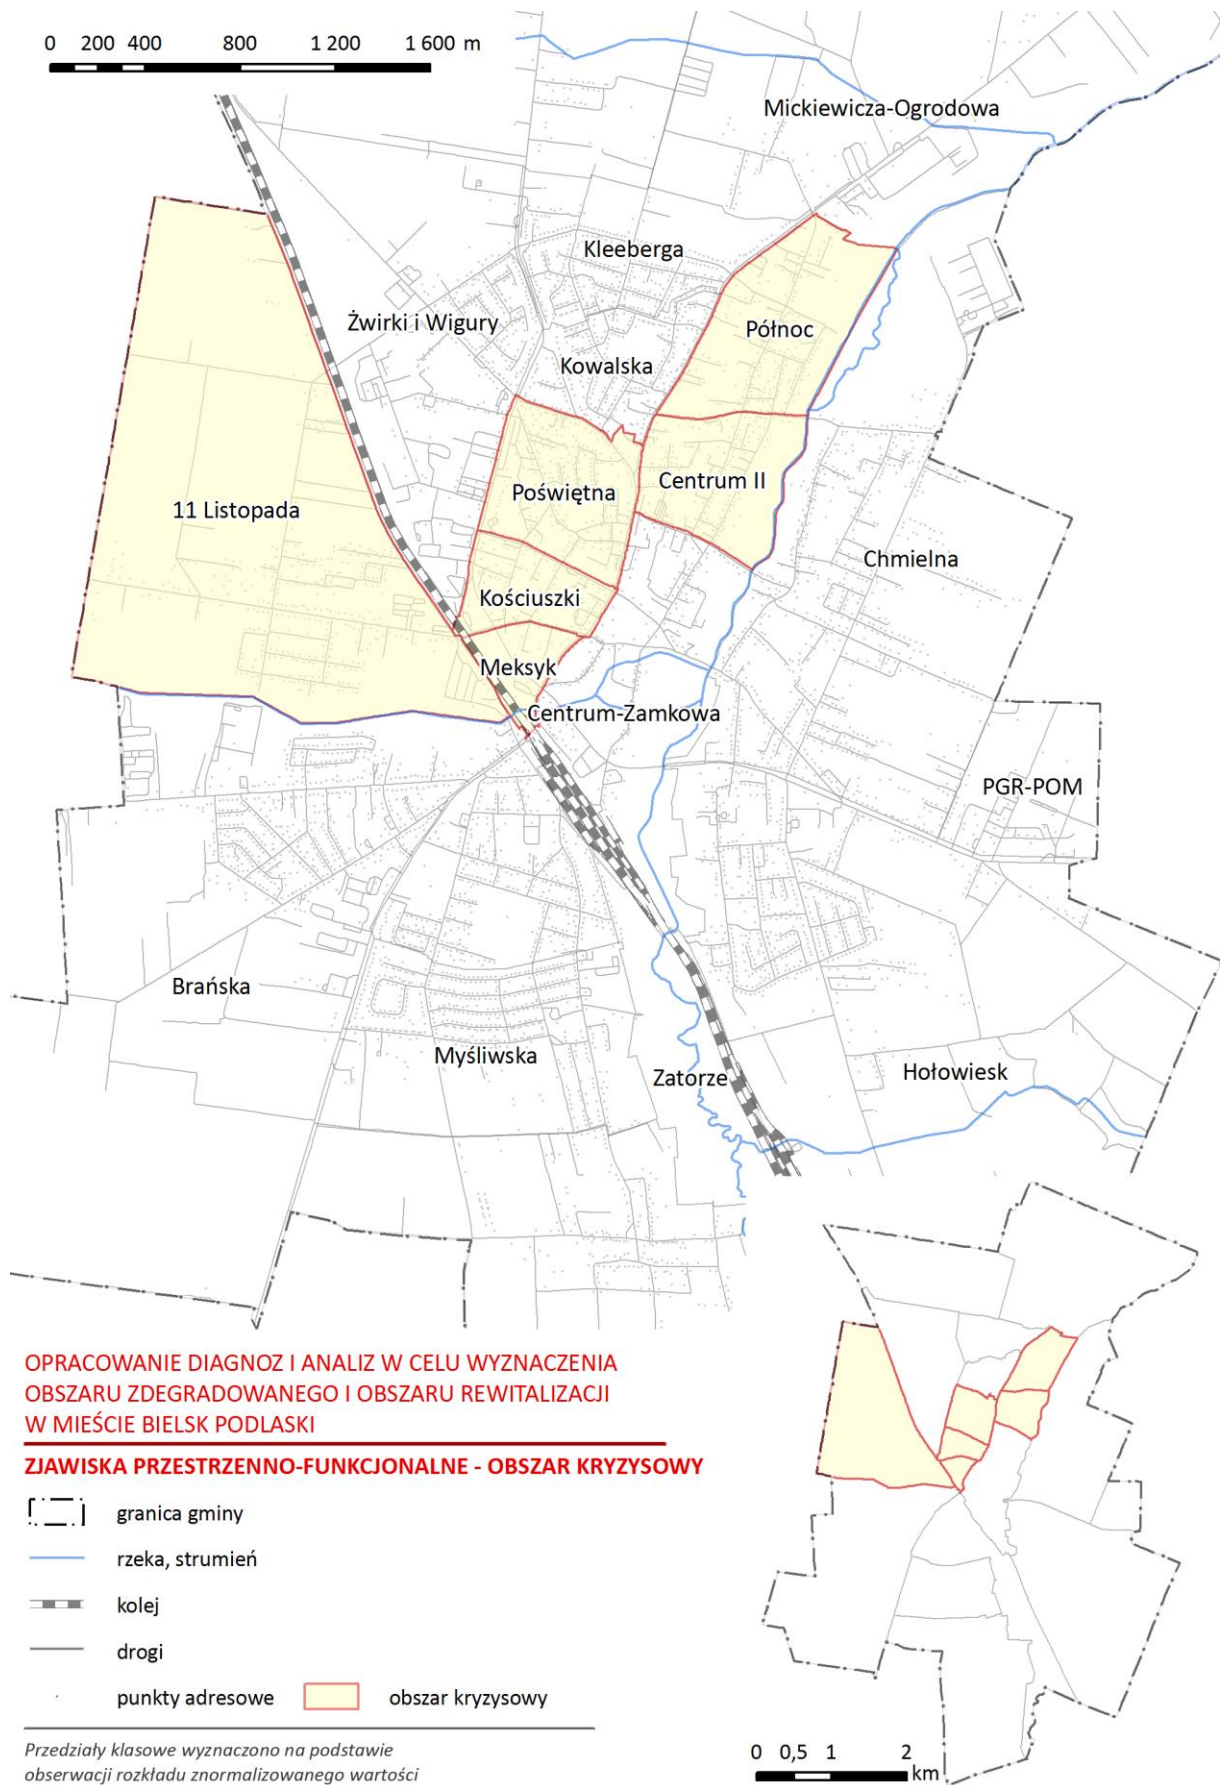 0 200 400 800 1 200 1 600 m
Mickiewicza-Ogrodowa
Kleeberga
Żwirki i Wigury
Północ
Kowalska
Centrum II
Poświętna
11 Listopada
Chmielna
Kościuszki
Meksyk
Centrum-Zamkowa
PGR-POM
Brańska
Myśliwska
Zatorze
Hołowiesk
OPRACOWANIE DIAGNOZ I ANALIZ W CELU WYZNACZENIA
OBSZARU ZDEGRADOWANEGO I OBSZARU REWITALIZACJI
W MIEŚCIE BIELSK PODLASKI
ZJAWISKA PRZESTRZENNO-FUNKCJONALNE - OBSZAR KRYZYSOWY
granica gminy
rzeka, strumień
kolej
drogi
punkty adresowe obszar kryzysowy
Przedziały klasowe wyznaczono na podstawie
obserwacji rozkładu znormalizowanego wartości
0 0,5 1 2
km